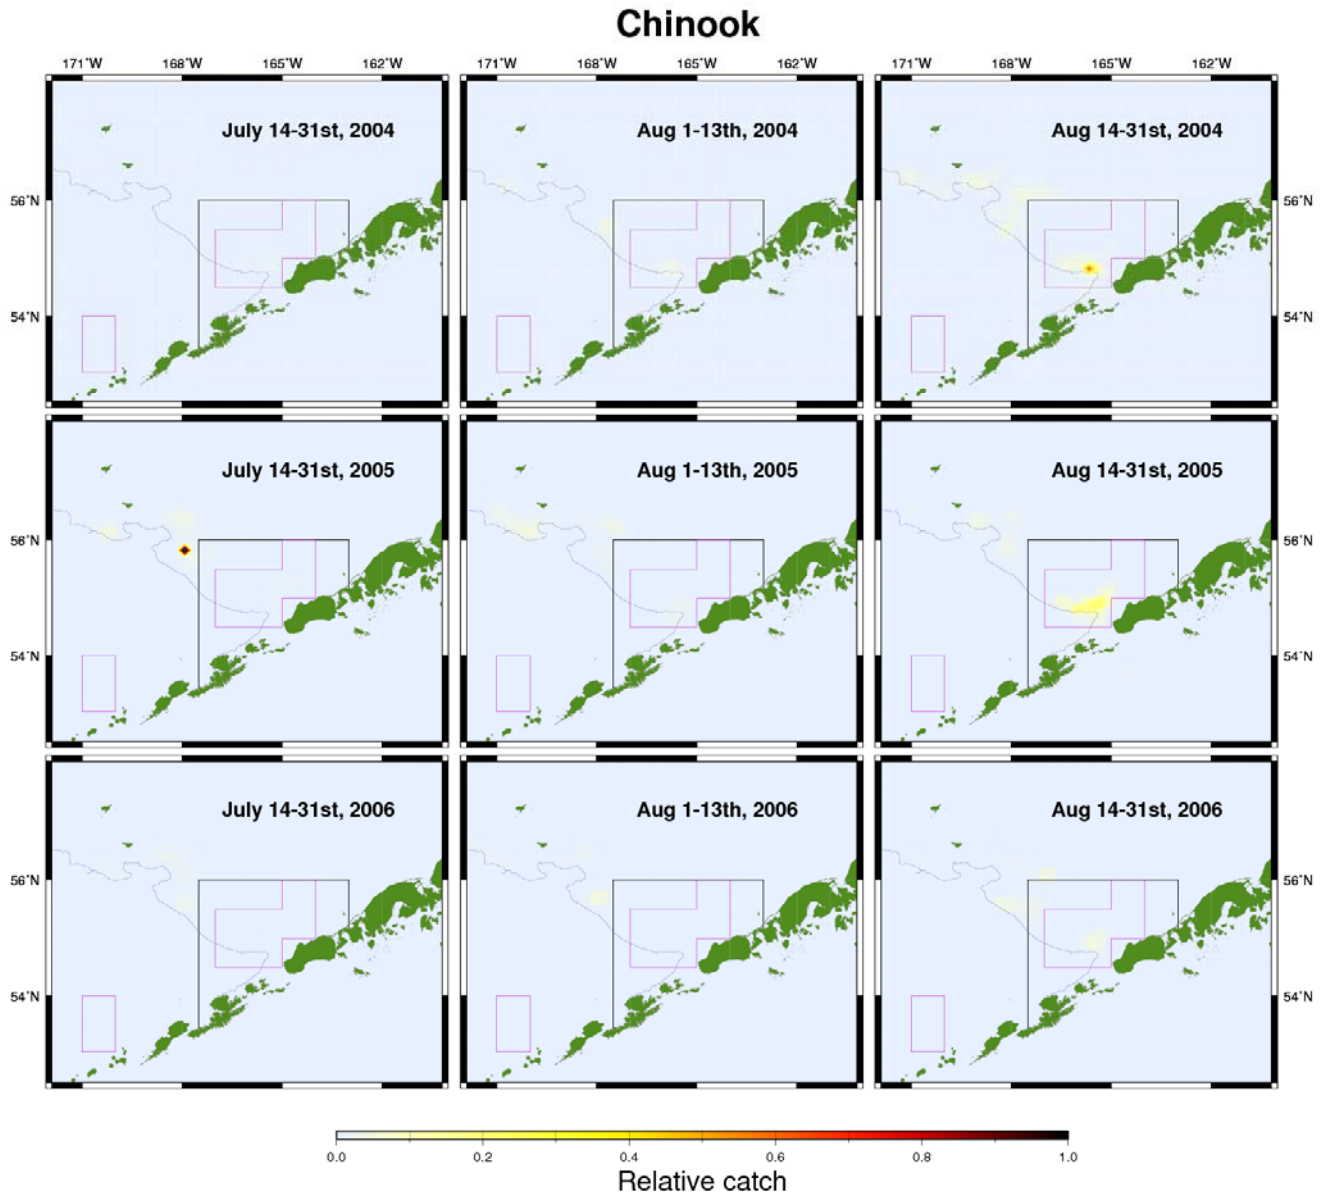 Chinook
171°W 168°W 165°W 162°W 171°W 168°W 165°W 162°W 171°W 168°W 165°W 162°W
July 14-31st, 2004 Aug 1-13th, 2004 Aug 14-31st, 2004
56°N 56°N
54°N 54°N
July 14-31st, 2005 Aug 1-13th, 2005 Aug 14-31st, 2005
56°N 56°N
54°N 54°N
July 14-31st, 2006 Aug 1-13th, 2006 Aug 14-31st, 2006
56°N 56°N
54°N 54°N
0.0 0.2 0.4 0.6 0.8 1.0
Relative catch